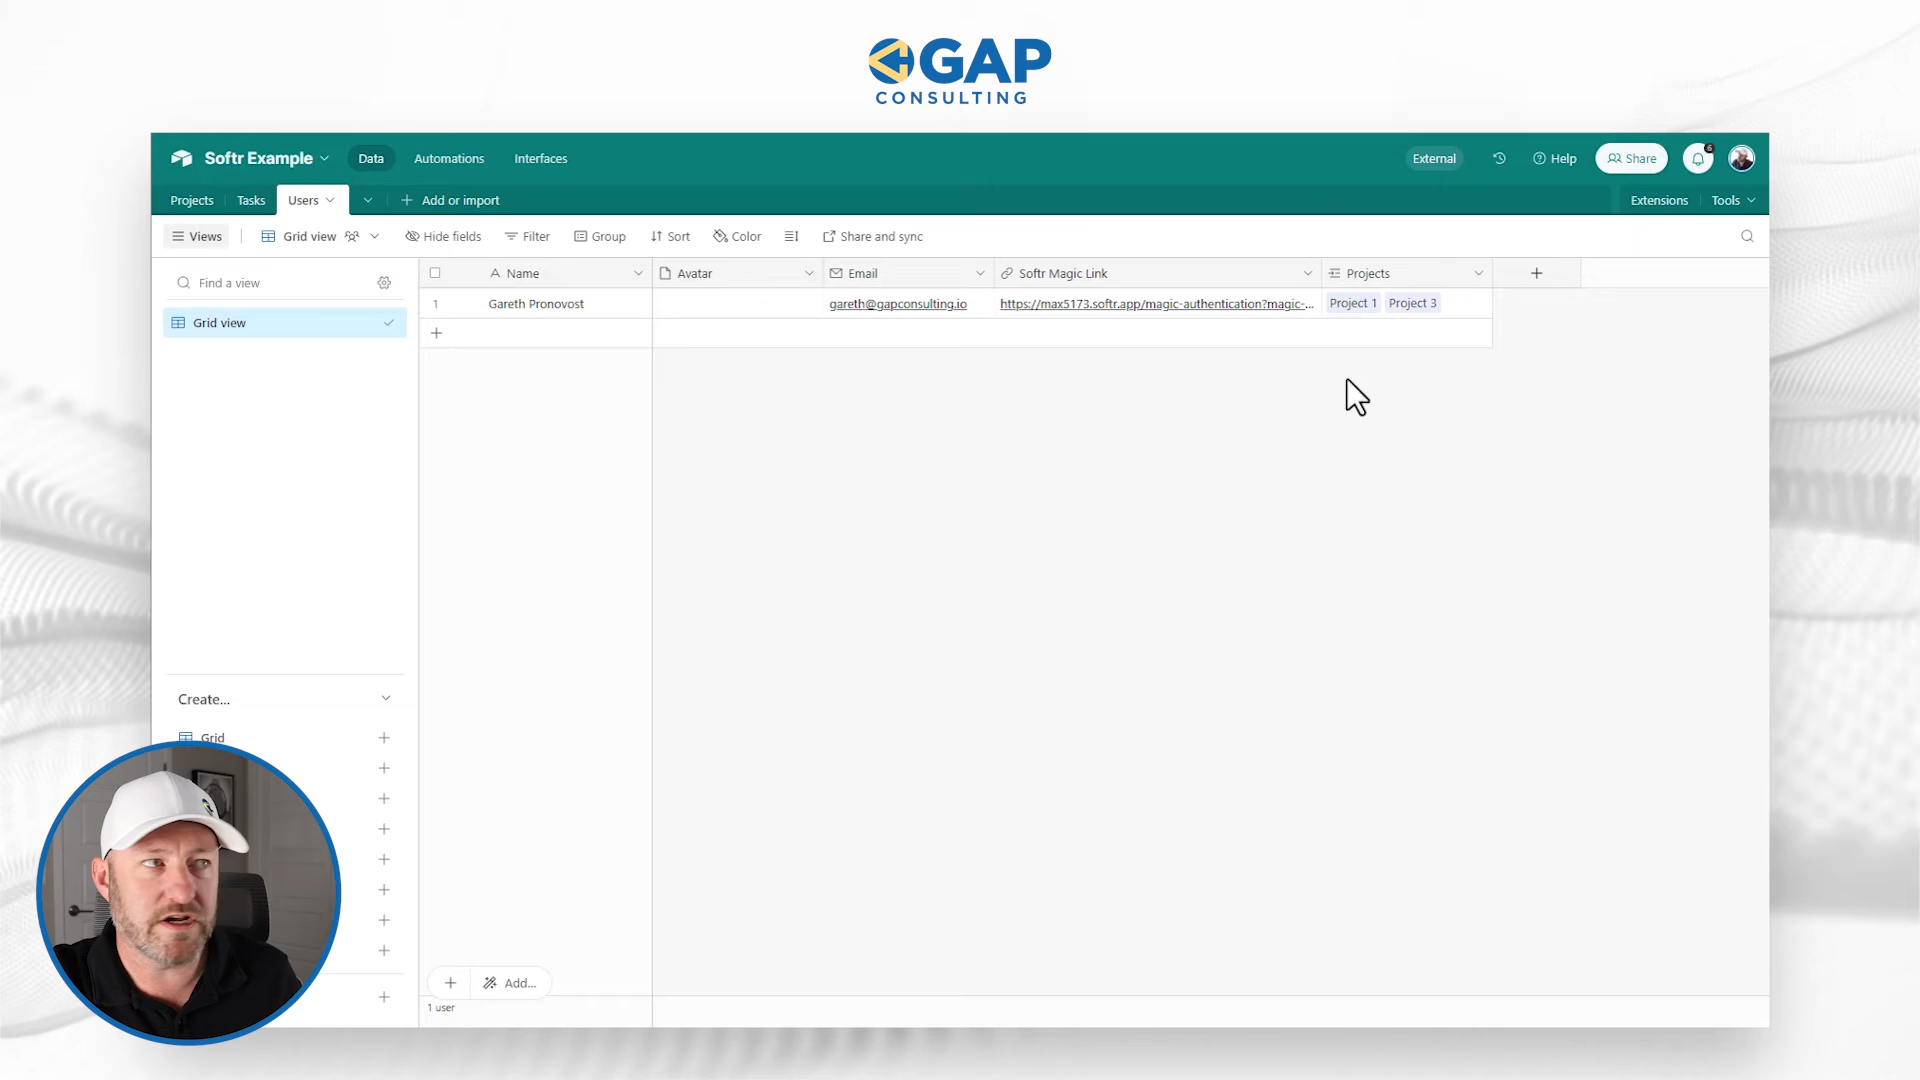 GAP
CONSULTING
Softr Example
Data
Automations
Interfaces
External
Help
Share
6
Projects
Tasks
Users
Add or import
Extensions
Tools
Views
Grid view
Hide fields
Filter
Group
Sort
Color
Share and sync
Find a view
Grid view
Name
Avatar
Email
Softr Magic Link
Projects
1
Gareth Pronovost
gareth@gapconsulting.io
https://max5173.softr.app/magic-authentication?magic-...
Project 1
Project 3
Create...
Grid
Add...
1 user